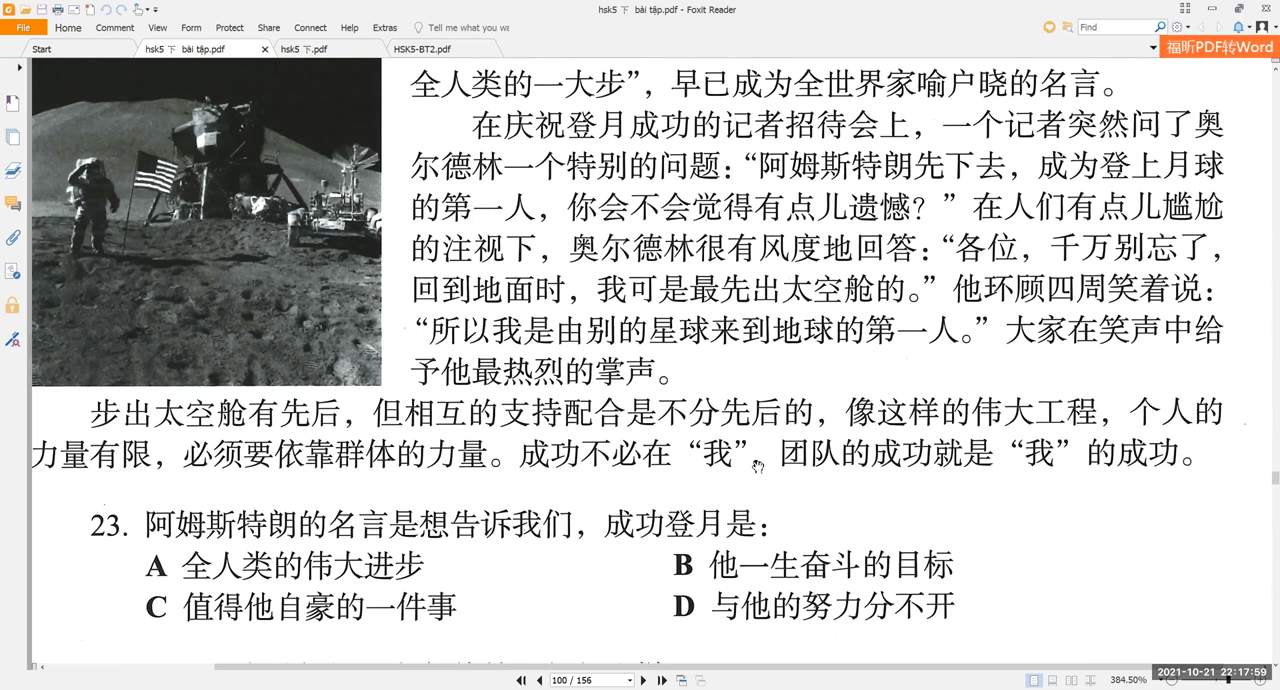 hsk5 下 bài tập.pdf - Foxit Reader
File Home Comment View Form Protect Share Connect Help Extras Tell me what you wa
Find
Start hsk5 下 bài tập.pdf hsk5 下.pdf HSK5-BT2.pdf
福昕PDF转Word
全人类的一大步”，早已成为全世界家喻户晓的名言。
在庆祝登月成功的记者招待会上，一个记者突然问了奥
尔德林一个特别的问题：“阿姆斯特朗先下去，成为登上月球
的第一人，你会不会觉得有点儿遗憾？”在人们有点儿尴尬
的注视下，奥尔德林很有风度地回答：“各位，千万别忘了，
回到地面时，我可是最先出太空舱的。”他环顾四周笑着说：
“所以我是由别的星球来到地球的第一人。”大家在笑声中给
予他最热烈的掌声。
步出太空舱有先后，但相互的支持配合是不分先后的，像这样的伟大工程，个人的
力量有限，必须要依靠群体的力量。成功不必在“我”，团队的成功就是“我”的成功。
23. 阿姆斯特朗的名言是想告诉我们，成功登月是：
A 全人类的伟大进步 B 他一生奋斗的目标
C 值得他自豪的一件事 D 与他的努力分不开
2021-10-21 22:17:59
100 / 156 384.50%